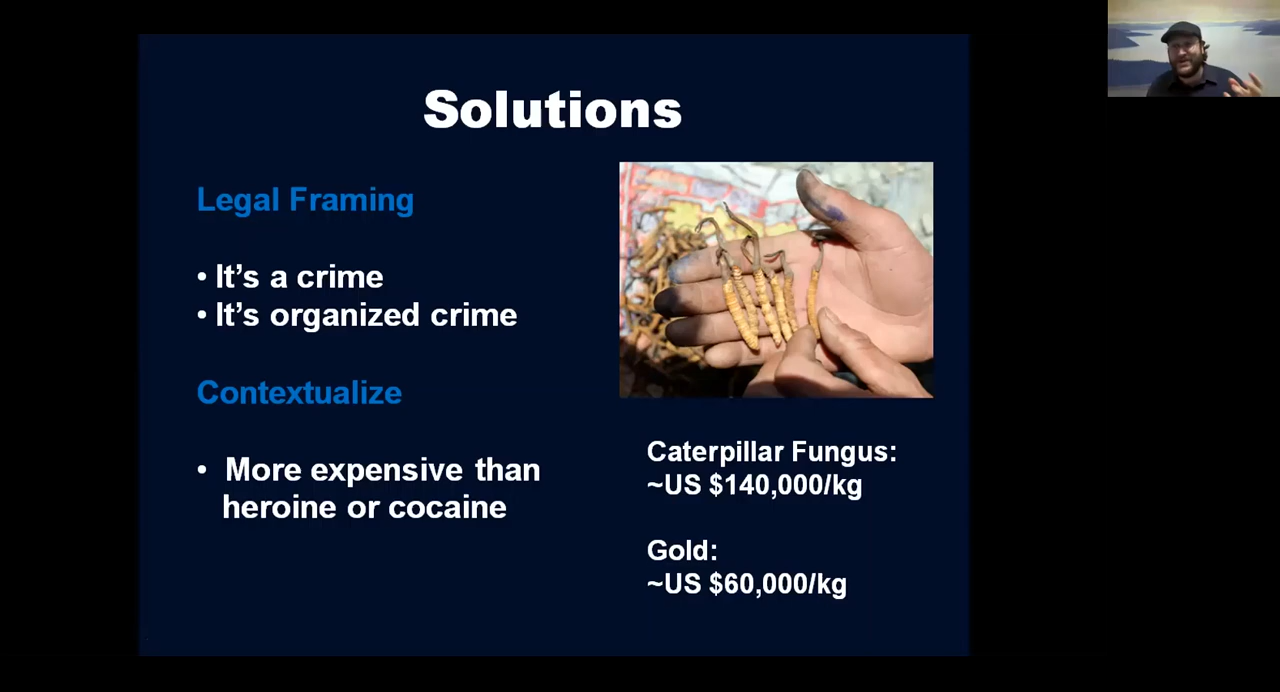 Solutions
Legal Framing
• It's a crime
• It's organized crime
Contextualize
• More expensive than
heroine or cocaine
Caterpillar Fungus:
~US $140,000/kg
Gold:
~US $60,000/kg